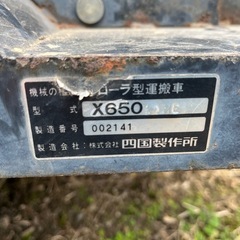 機械の種 ローラ型運搬車
型式 X650
製造番号 002141
製造会社: 株式会社 四国製作所